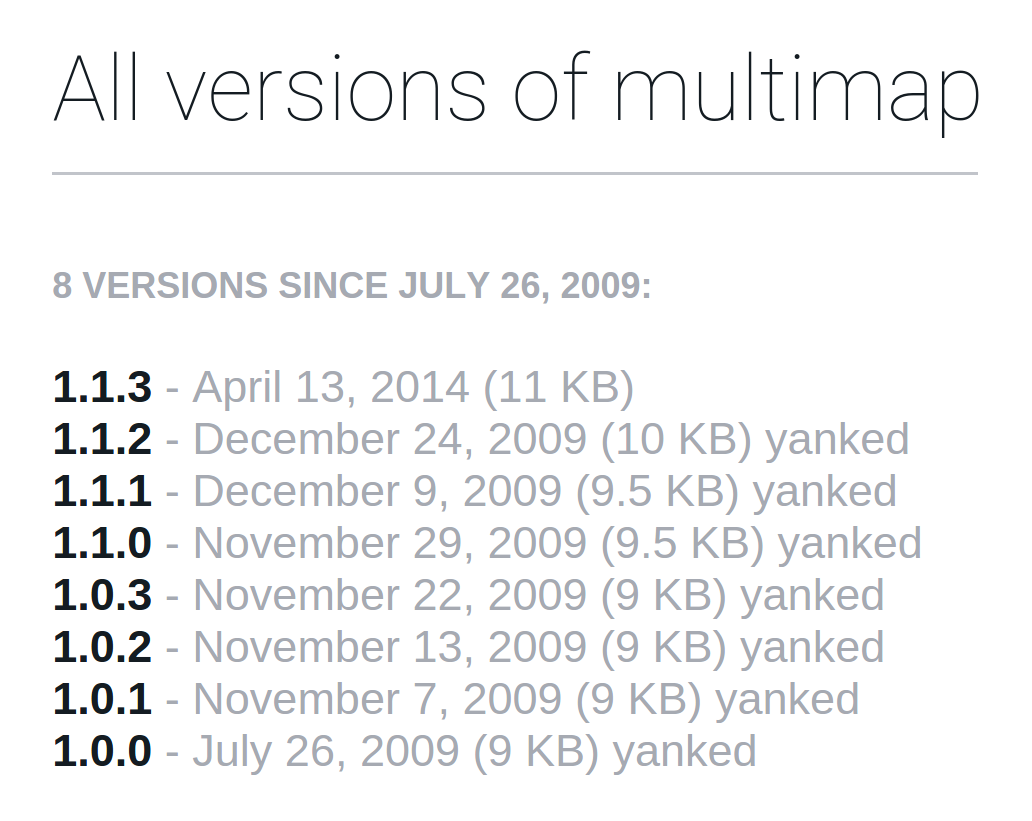 All versions of multimap
8 VERSIONS SINCE JULY 26, 2009:
1.1.3 - April 13, 2014 (11 KB)
1.1.2 - December 24, 2009 (10 KB) yanked
1.1.1 - December 9, 2009 (9.5 KB) yanked
1.1.0 - November 29, 2009 (9.5 KB) yanked
1.0.3 - November 22, 2009 (9 KB) yanked
1.0.2 - November 13, 2009 (9 KB) yanked
1.0.1 - November 7, 2009 (9 KB) yanked
1.0.0 - July 26, 2009 (9 KB) yanked